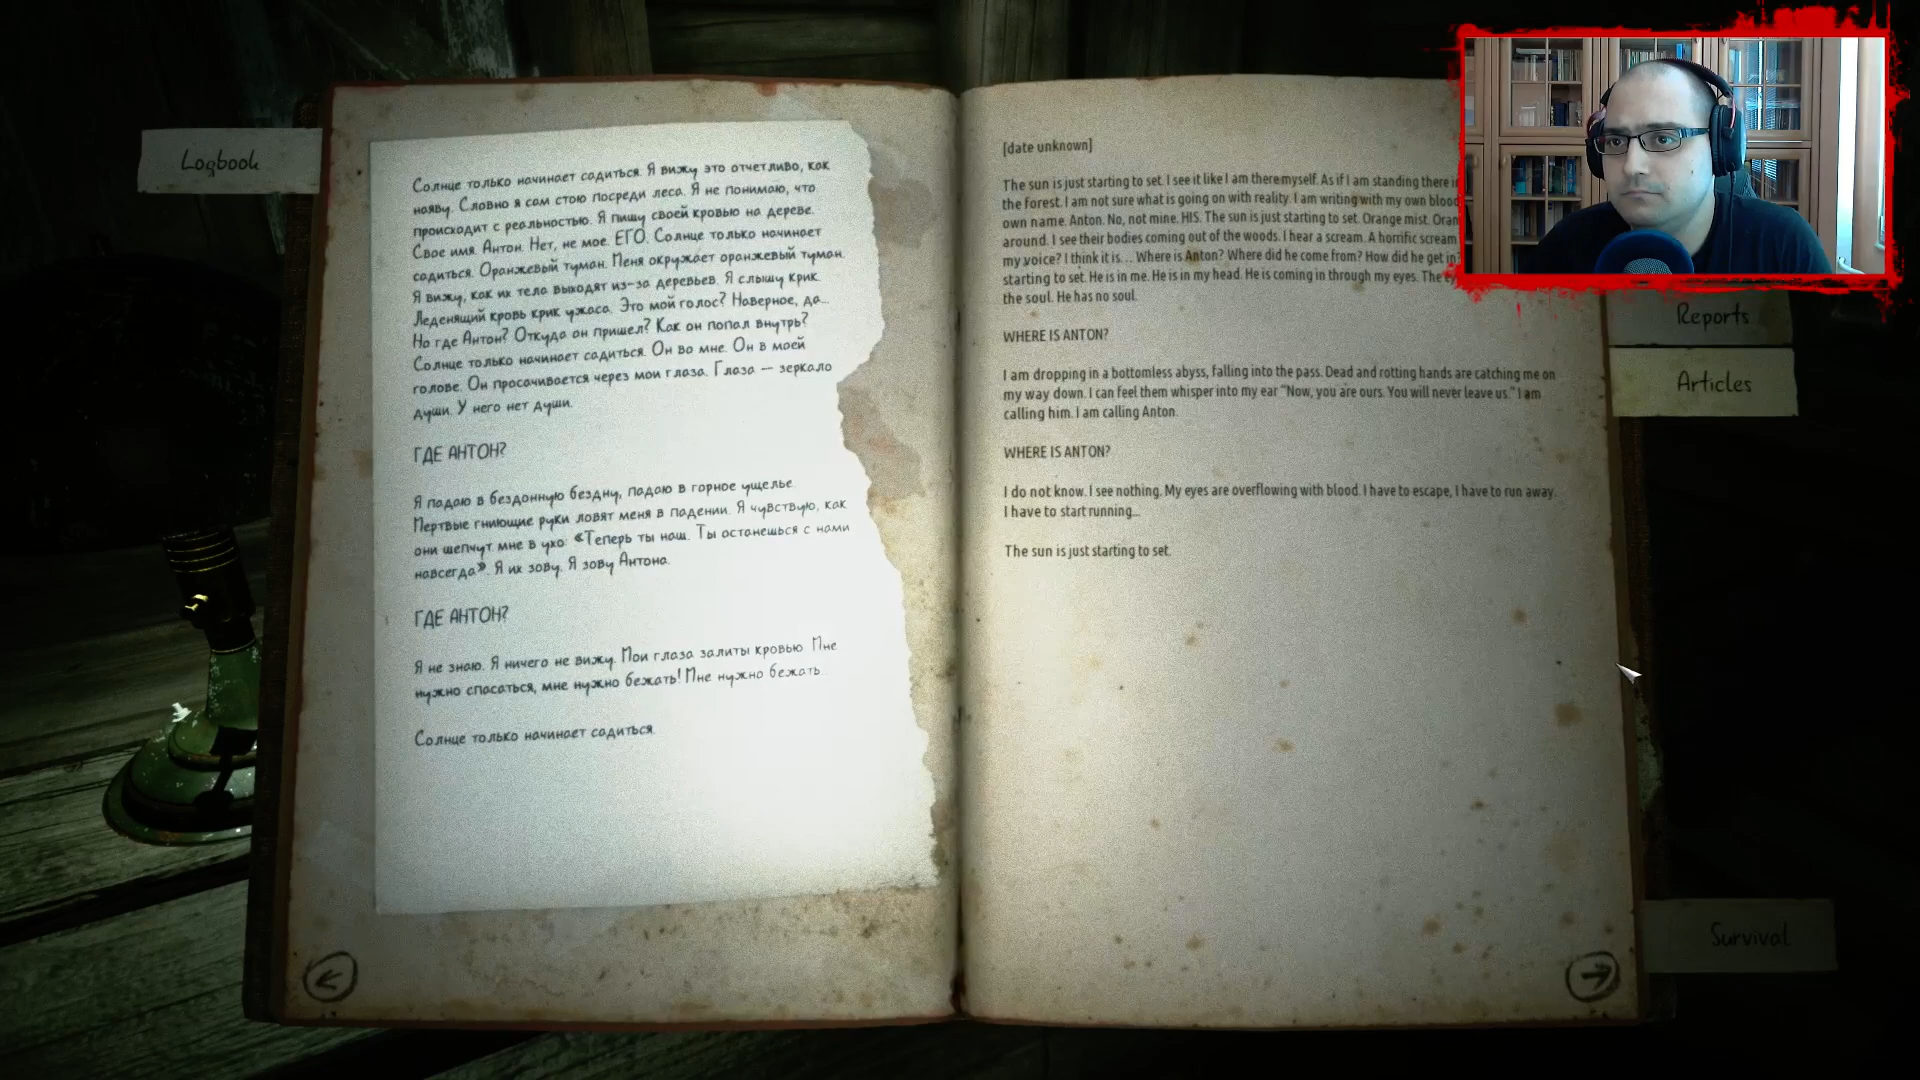 Logbook
Солнце только начинает садиться. Я вижу это отчетливо, как
наяву. Словно я сам стою посреди леса. Я не понимаю, что
происходит с реальностью. Я пишу своей кровью на дереве.
Свое имя. Антон. Нет, не мое. ЕГО. Солнце только начинает
садиться. Оранжевый туман. Меня окружает оранжевый туман.
Я вижу, как их тела выходят из-за деревьев. Я слышу крик.
Леденящий кровь крик ужаса. Это мой голос? Наверное, да...
Но где Антон? Откуда он пришел? Как он попал внутрь?
Солнце только начинает садиться. Он во мне. Он в моей
голове. Он просачивается через мои глаза. Глаза — зеркало
души. У него нет души.
ГДЕ АНТОН?
Я падаю в бездонную бездну, падаю в горное ущелье.
Мертвые гниющие руки ловят меня в падении. Я чувствую, как
они шепчут мне в ухо: «Теперь ты наш. Ты останешься с нами
навсегда». Я их зову. Я зову Антона.
ГДЕ АНТОН?
Я не знаю. Я ничего не вижу. Мои глаза залиты кровью. Мне
нужно спасаться, мне нужно бежать! Мне нужно бежать...
Солнце только начинает садиться.
[date unknown]
The sun is just starting to set. I see it like I am there myself. As if I am standing there
the forest. I am not sure what is going on with reality. I am writing with my own blood
own name. Anton. No, not mine. HIS. The sun is just starting to set. Orange mist.
around. I see their bodies coming out of the woods. I hear a scream. A horrific scream
my voice? I think it is... Where is Anton? Where did he come from? How did he get in?
starting to set. He is in me. He is in my head. He is coming in through my eyes. The
the soul. He has no soul.
WHERE IS ANTON?
I am dropping in a bottomless abyss, falling into the pass. Dead and rotting hands are catching me on
my way down. I can feel them whisper into my ear "Now, you are ours. You will never leave us." I am
calling him. I am calling Anton.
WHERE IS ANTON?
I do not know. I see nothing. My eyes are overflowing with blood. I have to escape, I have to run away.
I have to start running...
The sun is just starting to set.
Reports
Articles
Survival